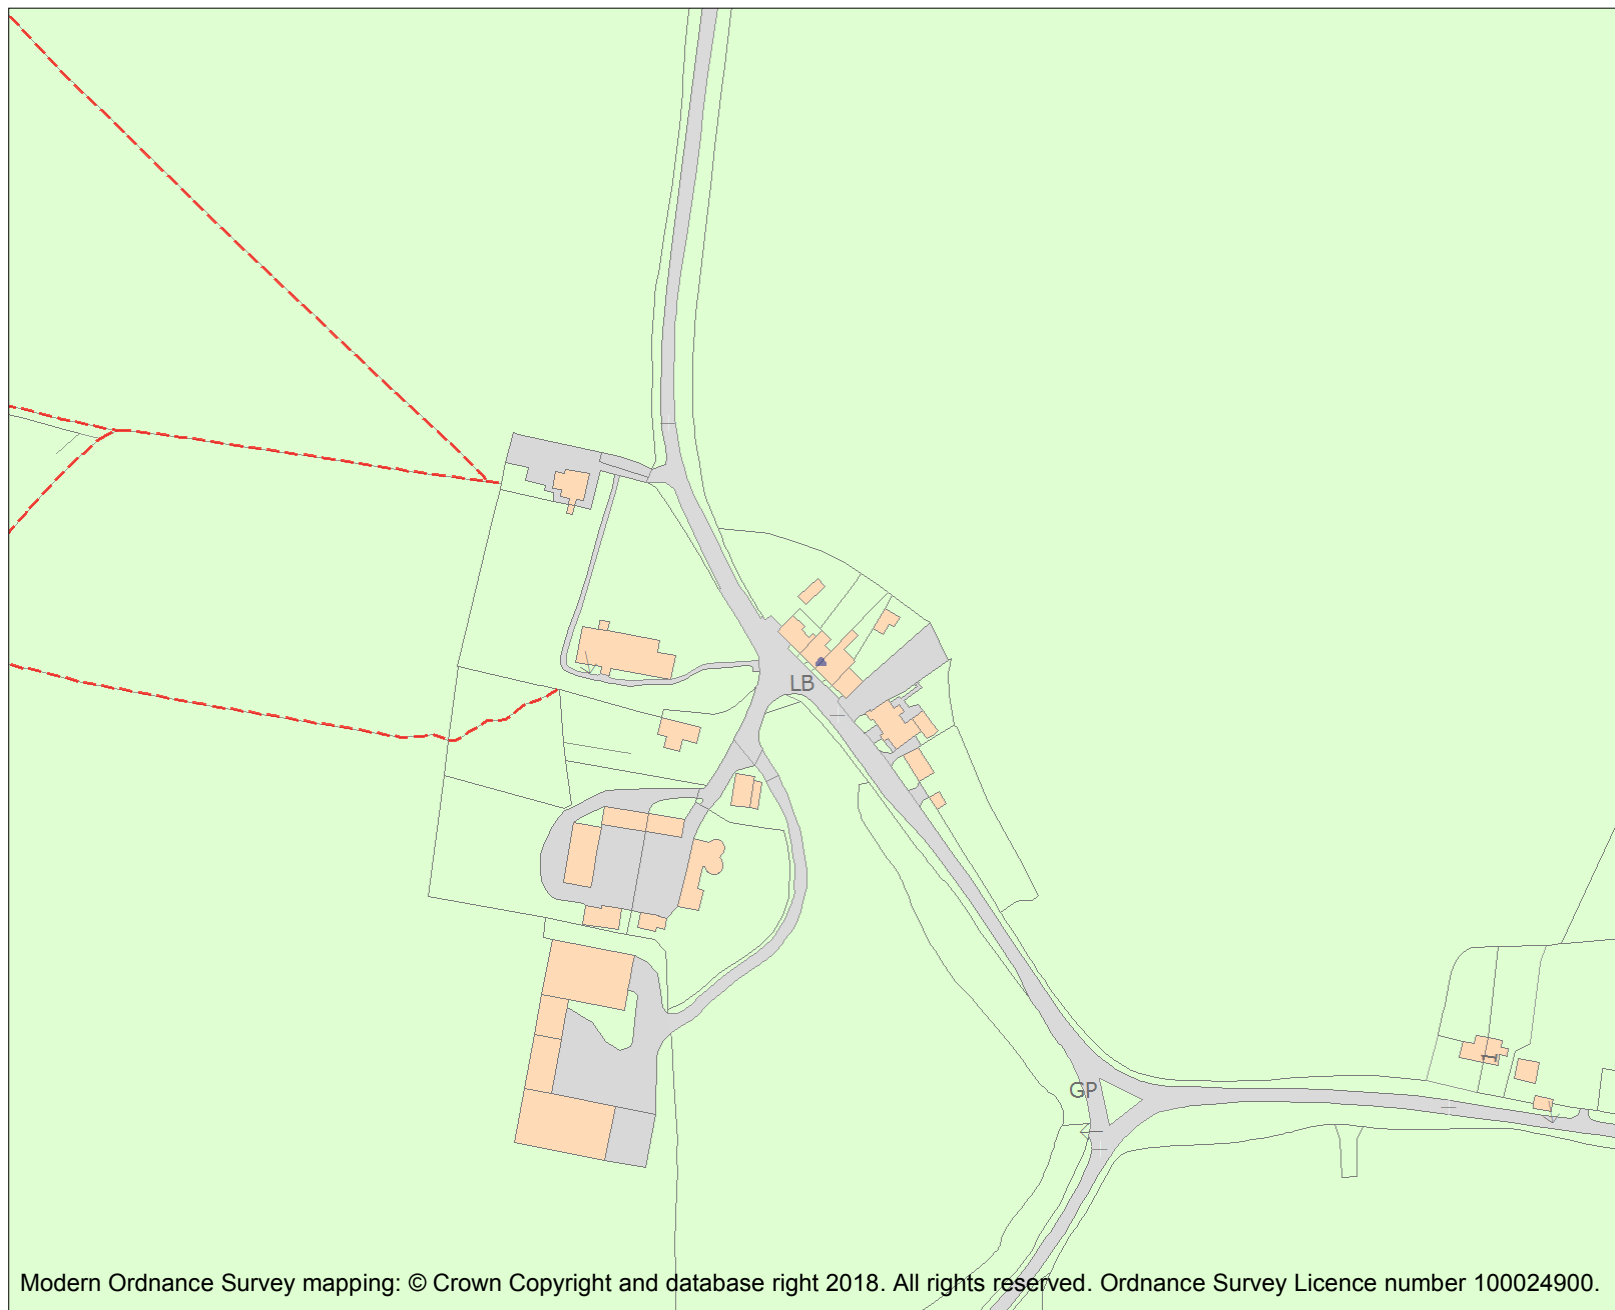 LB
GP
1
Modern Ordnance Survey mapping: © Crown Copyright and database right 2018. All rights reserved. Ordnance Survey Licence number 100024900.